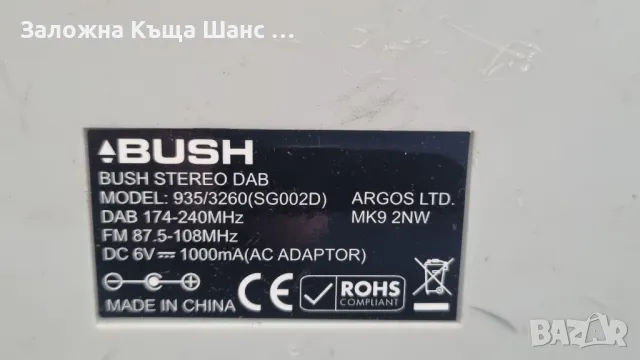 Заложна Къща Шанс ...
BUSH
BUSH STEREO DAB
MODEL: 935/3260(SG002D) ARGOS LTD.
DAB 174-240MHz MK9 2NW
FM 87.5-108MHz
DC 6V⎓1000mA(AC ADAPTOR)
MADE IN CHINA CE ROHS
COMPLIANT
BAZAR